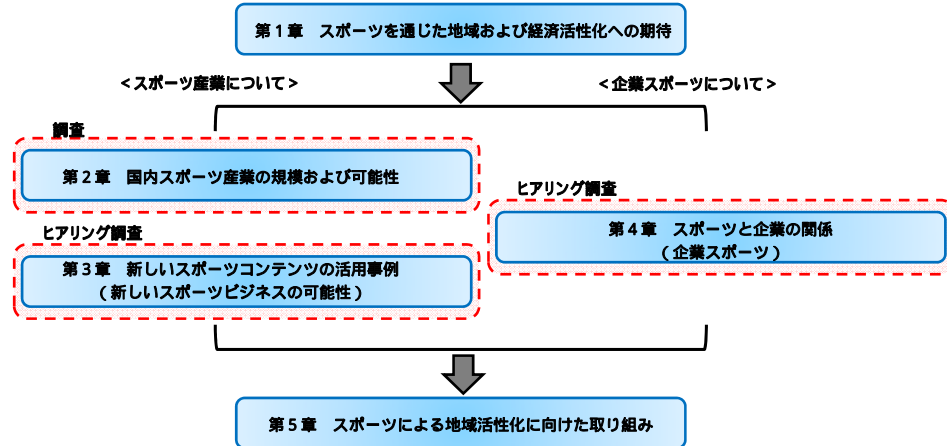 第１章　スポーツを通じた地域および経済活性化への期待
＜スポーツ産業について＞
＜企業スポーツについて＞
調査
第２章　国内スポーツ産業の規模および可能性
ヒアリング調査
第３章　新しいスポーツコンテンツの活用事例
（新しいスポーツビジネスの可能性）
ヒアリング調査
第４章　スポーツと企業の関係
（企業スポーツ）
第５章　スポーツによる地域活性化に向けた取り組み